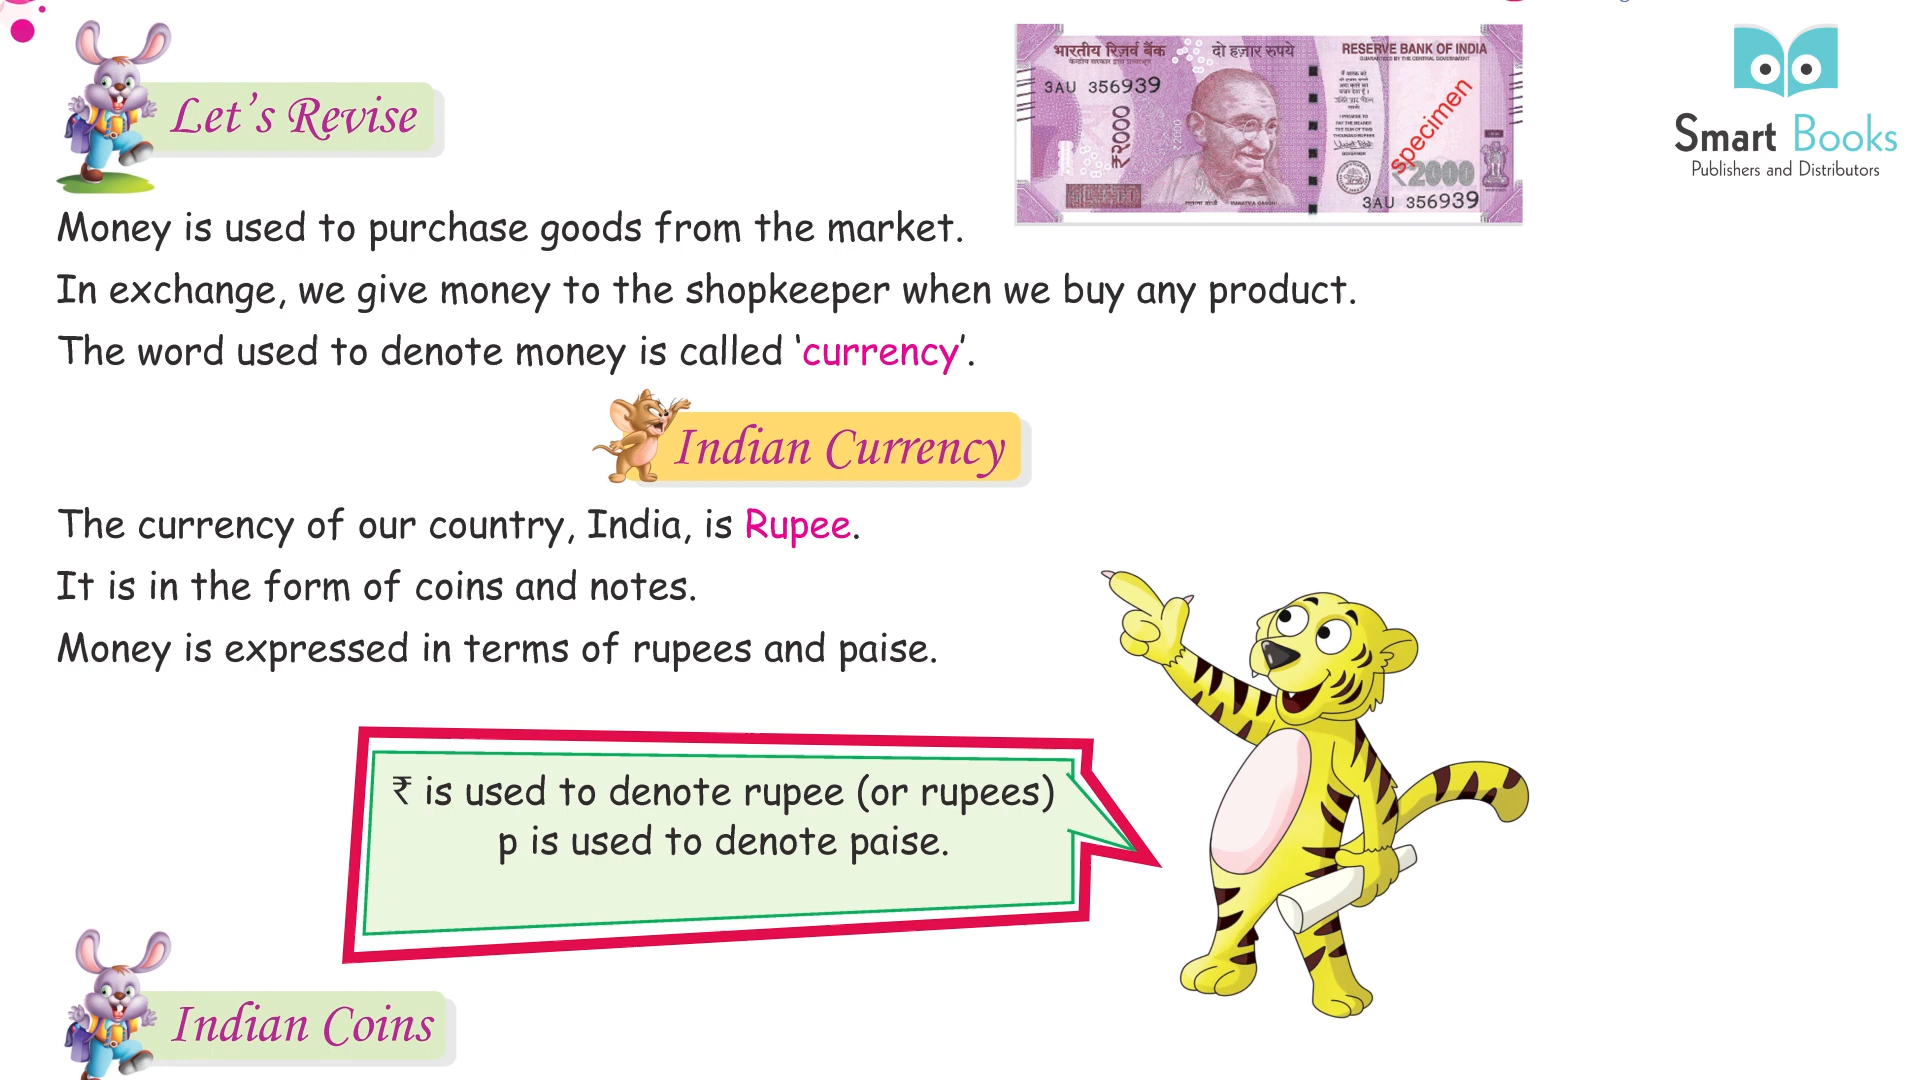 Let's Revise
भारतीय रिज़र्व बैंक
दो हज़ार रुपये
RESERVE BANK OF INDIA
3AU 356939
₹2000
specimen
₹2000
3AU 356939
Smart Books
Publishers and Distributors
Money is used to purchase goods from the market.
In exchange, we give money to the shopkeeper when we buy any product.
The word used to denote money is called ‘currency’.
Indian Currency
The currency of our country, India, is Rupee.
It is in the form of coins and notes.
Money is expressed in terms of rupees and paise.
₹ is used to denote rupee (or rupees)
p is used to denote paise.
Indian Coins